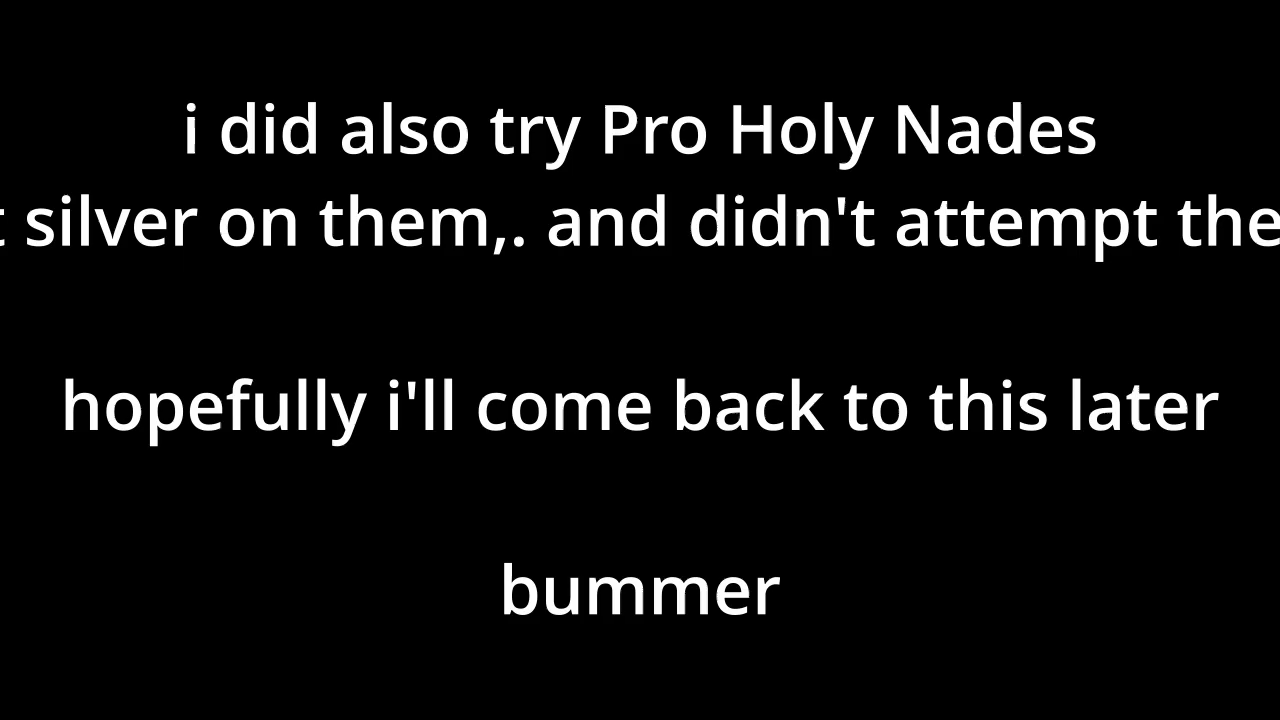 i did also try Pro Holy Nades
silver on them,. and didn't attempt the
hopefully i'll come back to this later
bummer